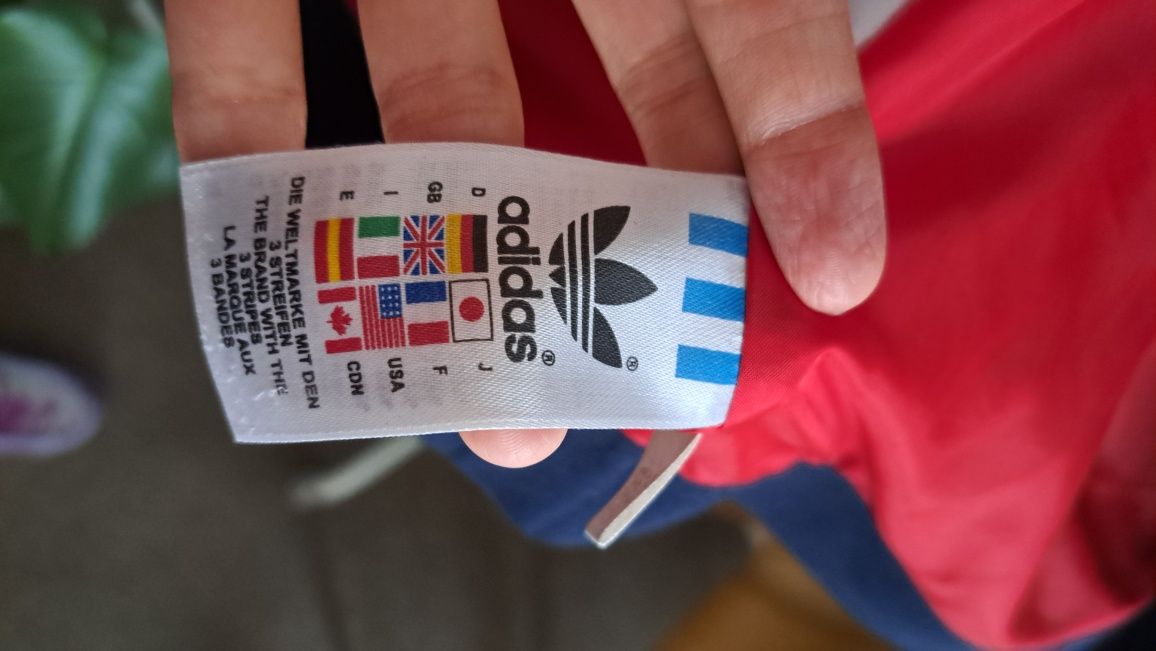 adidas®
®
D J
GB F
I USA
E CDN
DIE WELTMARKE MIT DEN
3 STREIFEN
THE BRAND WITH THE
3 STRIPES
LA MARQUE AUX
3 BANDES